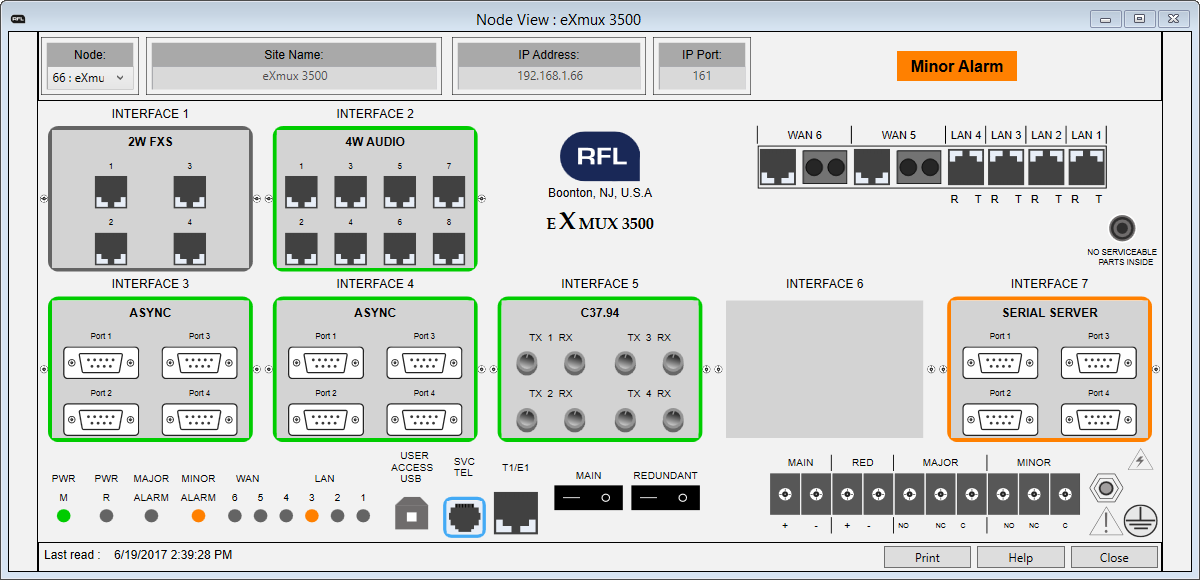 RFL
Node View : eXmux 3500
Node:
Site Name:
IP Address:
IP Port:
66 : eXmu
eXmux 3500
192.168.1.66
161
Minor Alarm
INTERFACE 1
INTERFACE 2
2W FXS
1
3
2
4
4W AUDIO
1 3 5 7
2 4 6 8
RFL
Boonton, NJ, U.S.A
eXmux 3500
WAN 6
WAN 5
LAN 4
LAN 3
LAN 2
LAN 1
R T R T R T R T
NO SERVICEABLE
PARTS INSIDE
INTERFACE 3
INTERFACE 4
INTERFACE 5
INTERFACE 6
INTERFACE 7
ASYNC
Port 1
Port 3
Port 2
Port 4
ASYNC
Port 1
Port 3
Port 2
Port 4
C37.94
TX 1 RX
TX 3 RX
TX 2 RX
TX 4 RX
SERIAL SERVER
Port 1
Port 3
Port 2
Port 4
PWR
M
PWR
R
MAJOR
ALARM
MINOR
ALARM
WAN
LAN
6 5 4 3 2 1
USER
ACCESS
USB
SVC
TEL
T1/E1
MAIN
REDUNDANT
MAIN
RED
MAJOR
MINOR
+ - + - NO NC C NO NC C
Last read : 6/19/2017 2:39:28 PM
Print
Help
Close